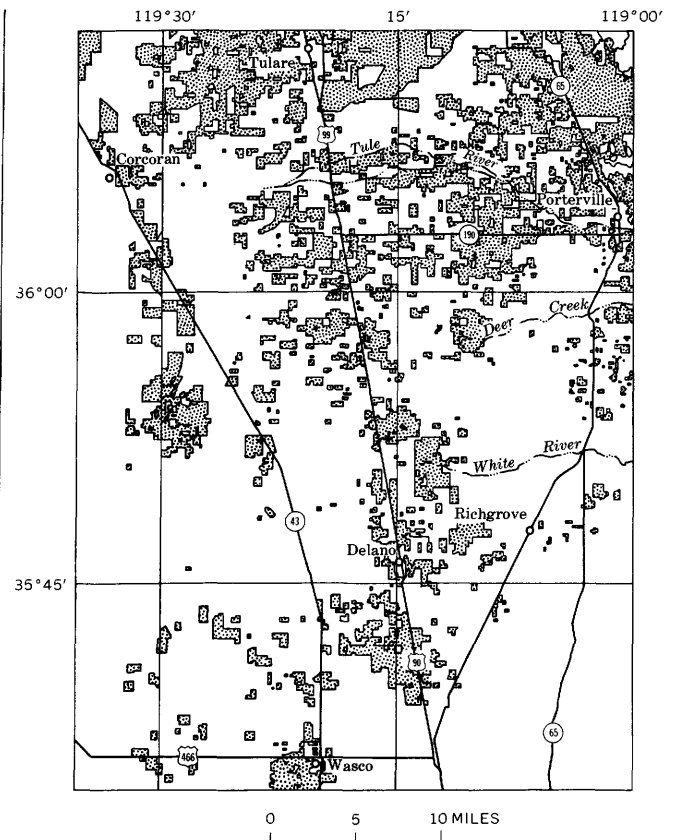 119°30′ 15′ 119°00′
Tulare
65
99
Tule River
Corcoran
Porterville
190
36°00′
Deer Creek
White River
43
Richgrove
Delano
35°45′
90
65
466
Wasco
0 5 10 MILES